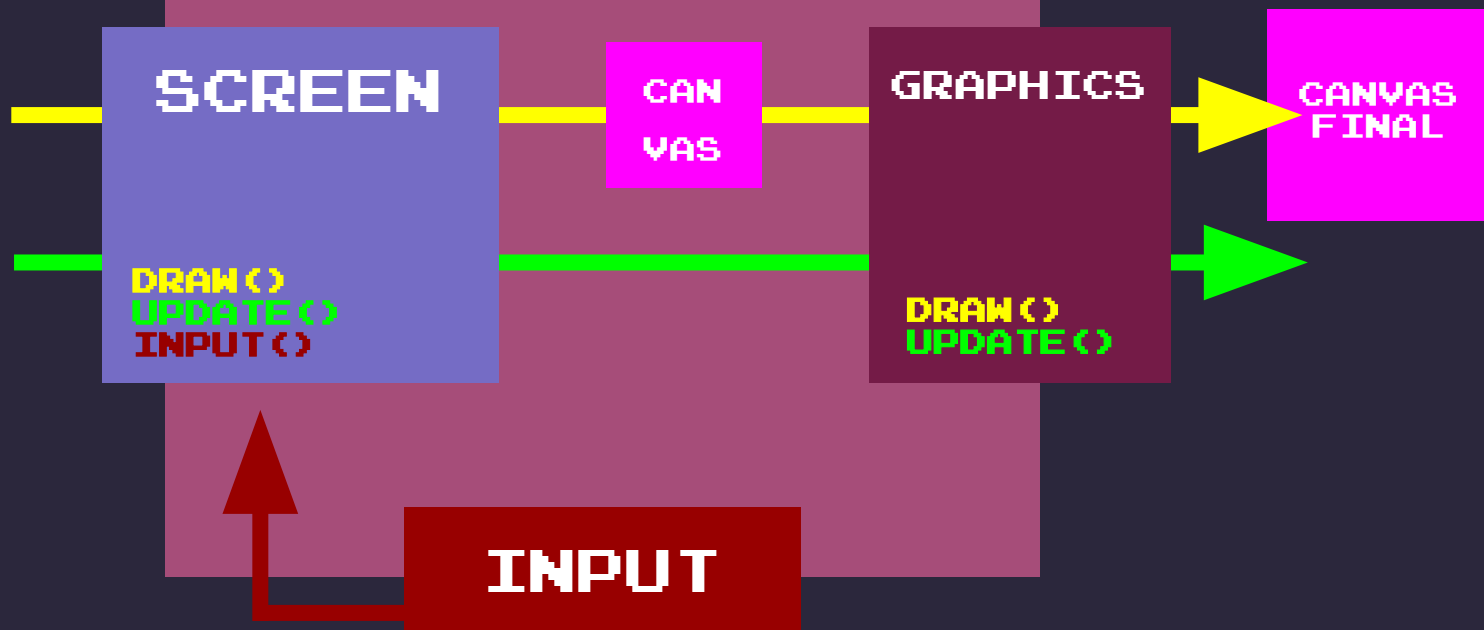 SCREEN
DRAW()
UPDATE()
INPUT()
CAN
VAS
GRAPHICS
DRAW()
UPDATE()
CANVAS
FINAL
INPUT